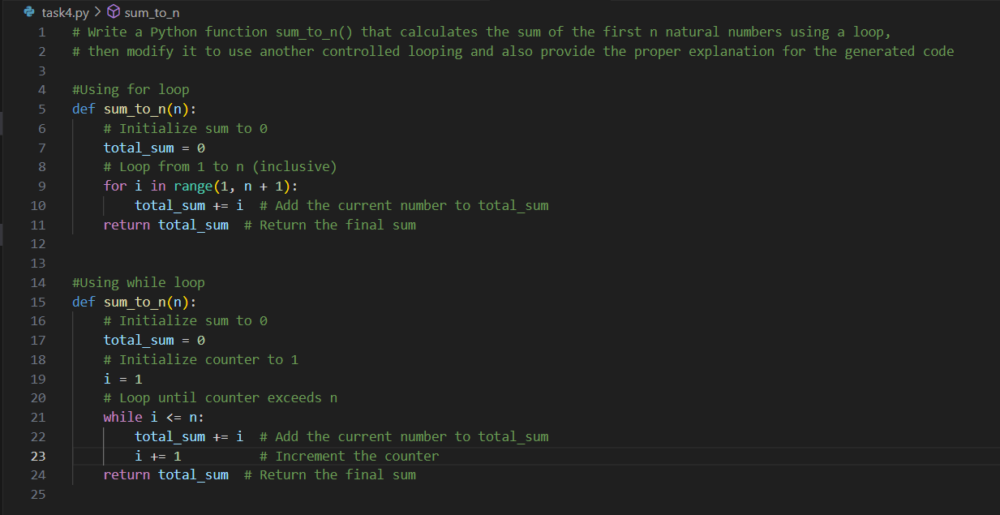 task4.py > sum_to_n
1 # Write a Python function sum_to_n() that calculates the sum of the first n natural numbers using a loop,
2 # then modify it to use another controlled looping and also provide the proper explanation for the generated code
3
4 #Using for loop
5 def sum_to_n(n):
6     # Initialize sum to 0
7     total_sum = 0
8     # Loop from 1 to n (inclusive)
9     for i in range(1, n + 1):
10         total_sum += i  # Add the current number to total_sum
11     return total_sum  # Return the final sum
12
13
14 #Using while loop
15 def sum_to_n(n):
16     # Initialize sum to 0
17     total_sum = 0
18     # Initialize counter to 1
19     i = 1
20     # Loop until counter exceeds n
21     while i <= n:
22         total_sum += i  # Add the current number to total_sum
23         i += 1          # Increment the counter
24     return total_sum  # Return the final sum
25